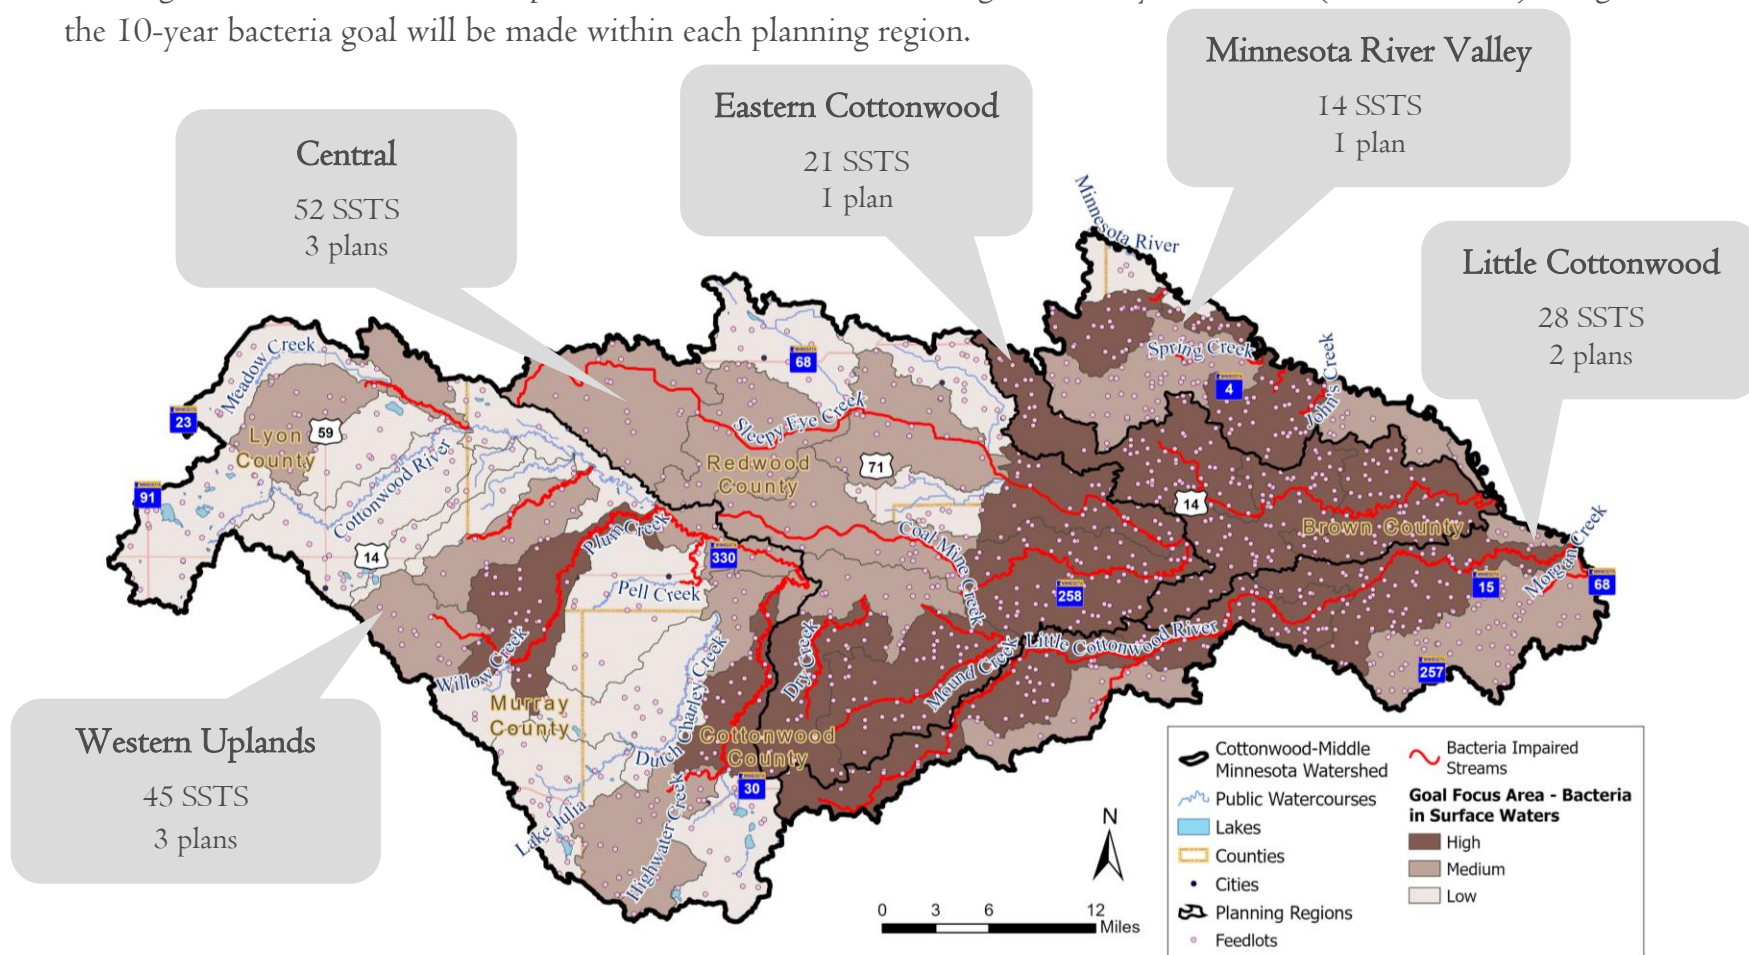 the 10-year bacteria goal will be made within each planning region.
Minnesota River Valley
14 SSTS
1 plan
Eastern Cottonwood
21 SSTS
1 plan
Central
52 SSTS
3 plans
Little Cottonwood
28 SSTS
2 plans
Western Uplands
45 SSTS
3 plans
Minnesota River
Meadow Creek
23
59
Lyon
County
91
Cottonwood River
14
68
Sleepy Eye Creek
Redwood
County
71
Spring Creek
4
John's Creek
14
Brown County
Plum Creek
330
Pell Creek
Coal Mine Creek
258
Morgan Creek
15
68
Willow Creek
Murray
County
Dutch Charley Creek
Dry Creek
Mound Creek
Little Cottonwood River
257
Cottonwood
County
30
Lake Julia
Highwater Creek
N
0 3 6 12
Miles
Cottonwood-Middle
Minnesota Watershed
Public Watercourses
Lakes
Counties
Cities
Planning Regions
Feedlots
Bacteria Impaired
Streams
Goal Focus Area - Bacteria
in Surface Waters
High
Medium
Low